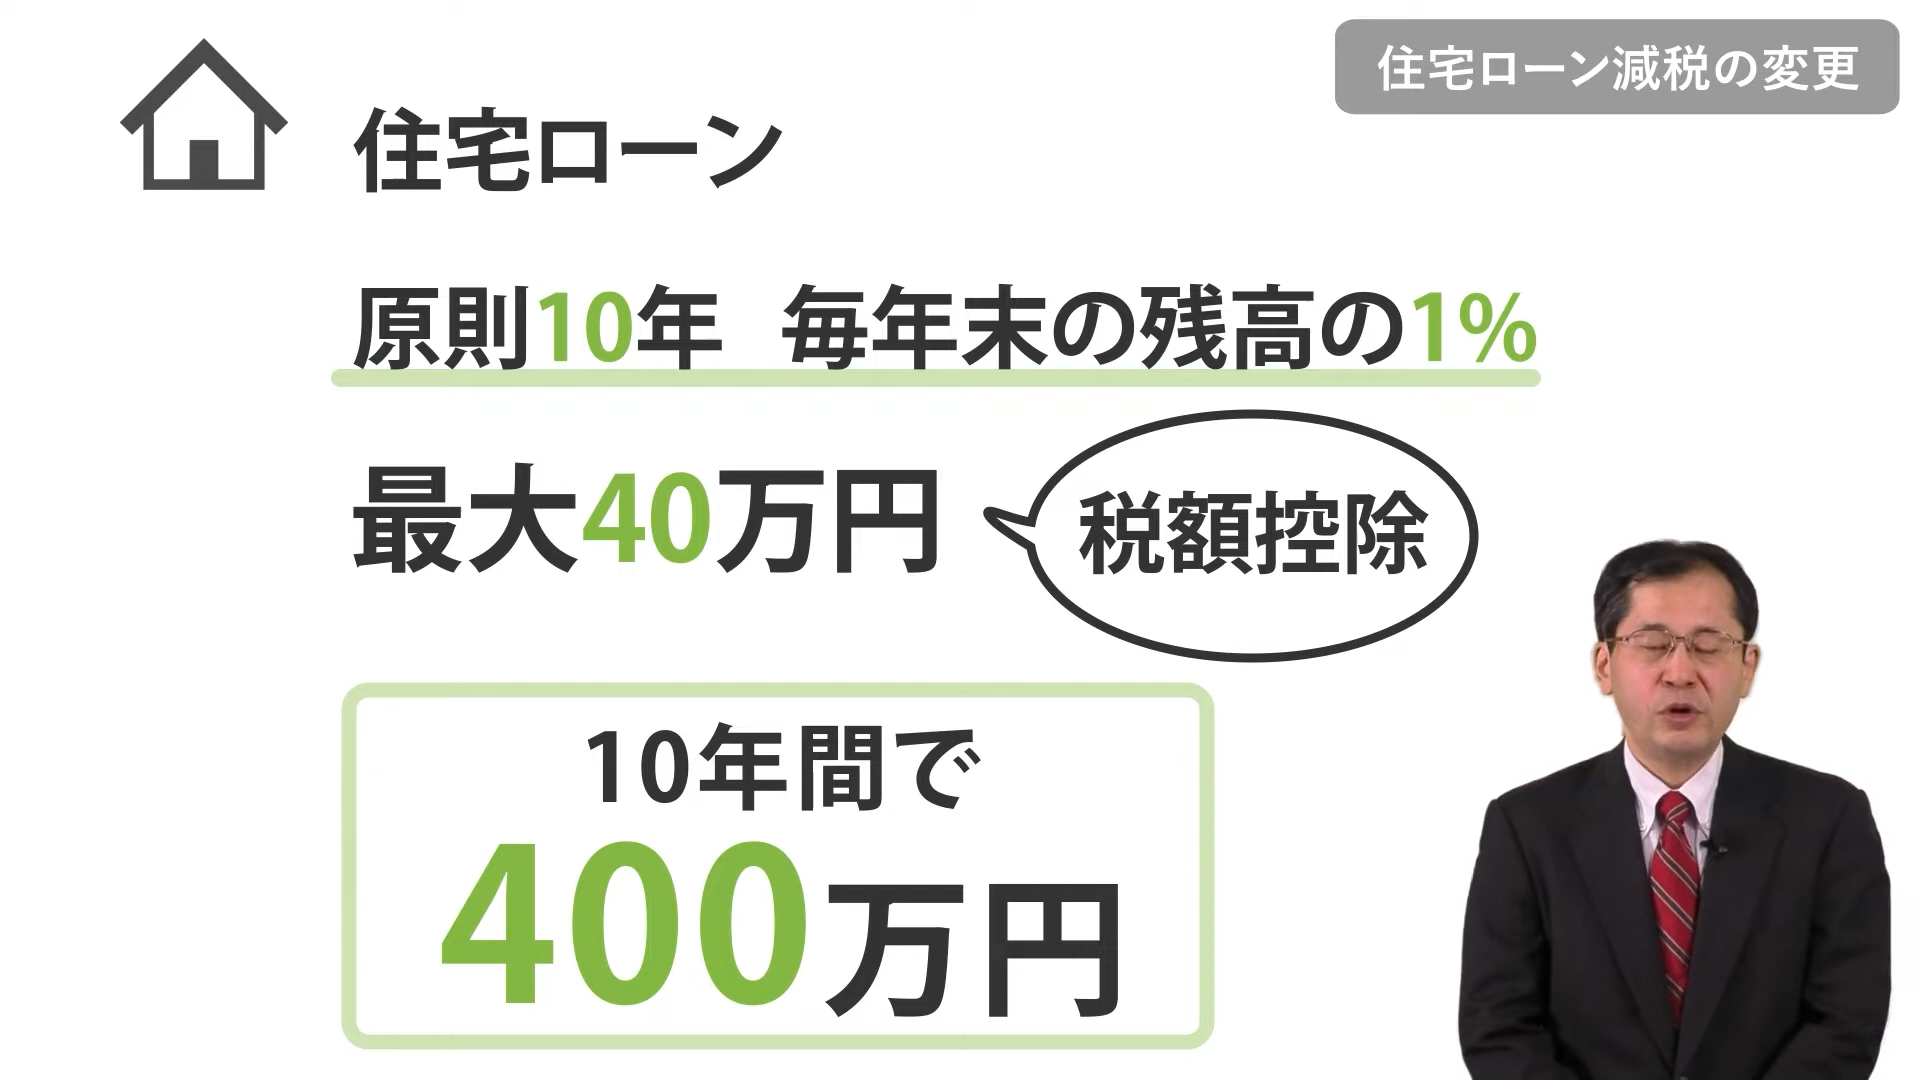 住宅ローン減税の変更
住宅ローン
原則10年 毎年末の残高の1%
最大40万円
税額控除
10年間で
400万円